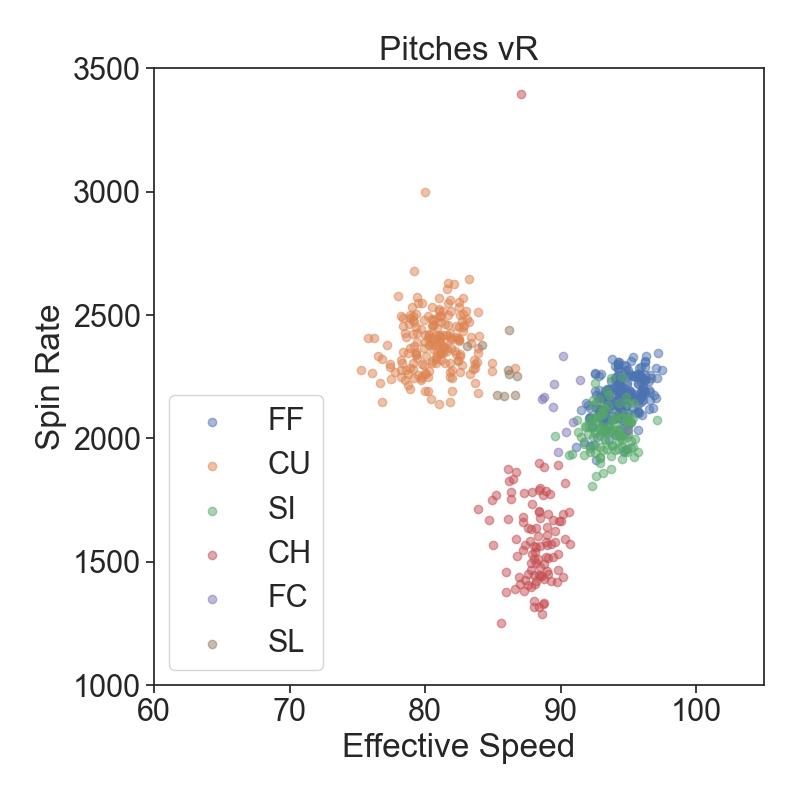 Pitches vR
3500
3000
2500
2000
1500
1000
Spin Rate
FF
CU
SI
CH
FC
SL
60 70 80 90 100
Effective Speed